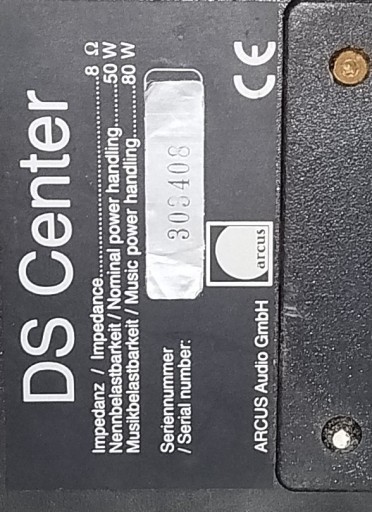 DS Center
Impedanz / Impedance..............................8 Ω
Nennbelastbarkeit / Nominal power handling........50 W
Musikbelastbarkeit / Music power handling.........80 W
Seriennummer
/ Serial number:
303408
arcus
ARCUS Audio GmbH
CE